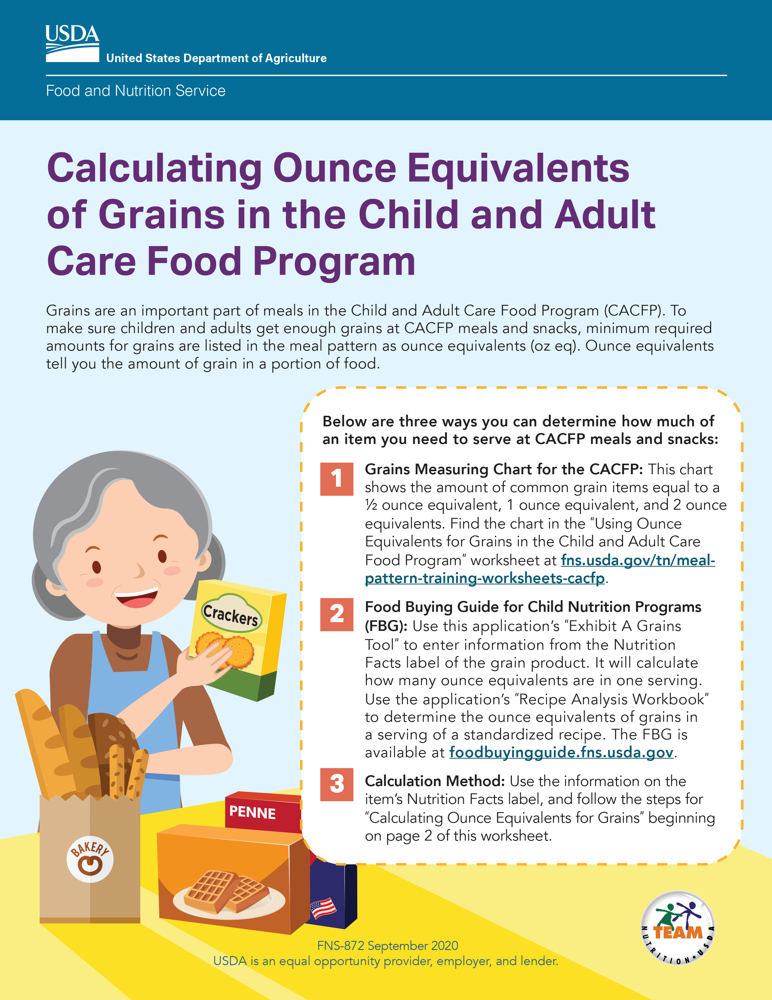 USDA
United States Department of Agriculture
Food and Nutrition Service
Calculating Ounce Equivalents
of Grains in the Child and Adult
Care Food Program
Grains are an important part of meals in the Child and Adult Care Food Program (CACFP). To
make sure children and adults get enough grains at CACFP meals and snacks, minimum required
amounts for grains are listed in the meal pattern as ounce equivalents (oz eq). Ounce equivalents
tell you the amount of grain in a portion of food.
Below are three ways you can determine how much of
an item you need to serve at CACFP meals and snacks:
1
Grains Measuring Chart for the CACFP: This chart
shows the amount of common grain items equal to a
½ ounce equivalent, 1 ounce equivalent, and 2 ounce
equivalents. Find the chart in the “Using Ounce
Equivalents for Grains in the Child and Adult Care
Food Program” worksheet at fns.usda.gov/tn/meal-
pattern-training-worksheets-cacfp.
2
Food Buying Guide for Child Nutrition Programs
(FBG): Use this application’s “Exhibit A Grains
Tool” to enter information from the Nutrition
Facts label of the grain product. It will calculate
how many ounce equivalents are in one serving.
Use the application’s “Recipe Analysis Workbook”
to determine the ounce equivalents of grains in
a serving of a standardized recipe. The FBG is
available at foodbuyingguide.fns.usda.gov.
3
Calculation Method: Use the information on the
item’s Nutrition Facts label, and follow the steps for
“Calculating Ounce Equivalents for Grains” beginning
on page 2 of this worksheet.
Crackers
PENNE
BAKERY
TEAM
NUTRITION • USDA
FNS-872 September 2020
USDA is an equal opportunity provider, employer, and lender.